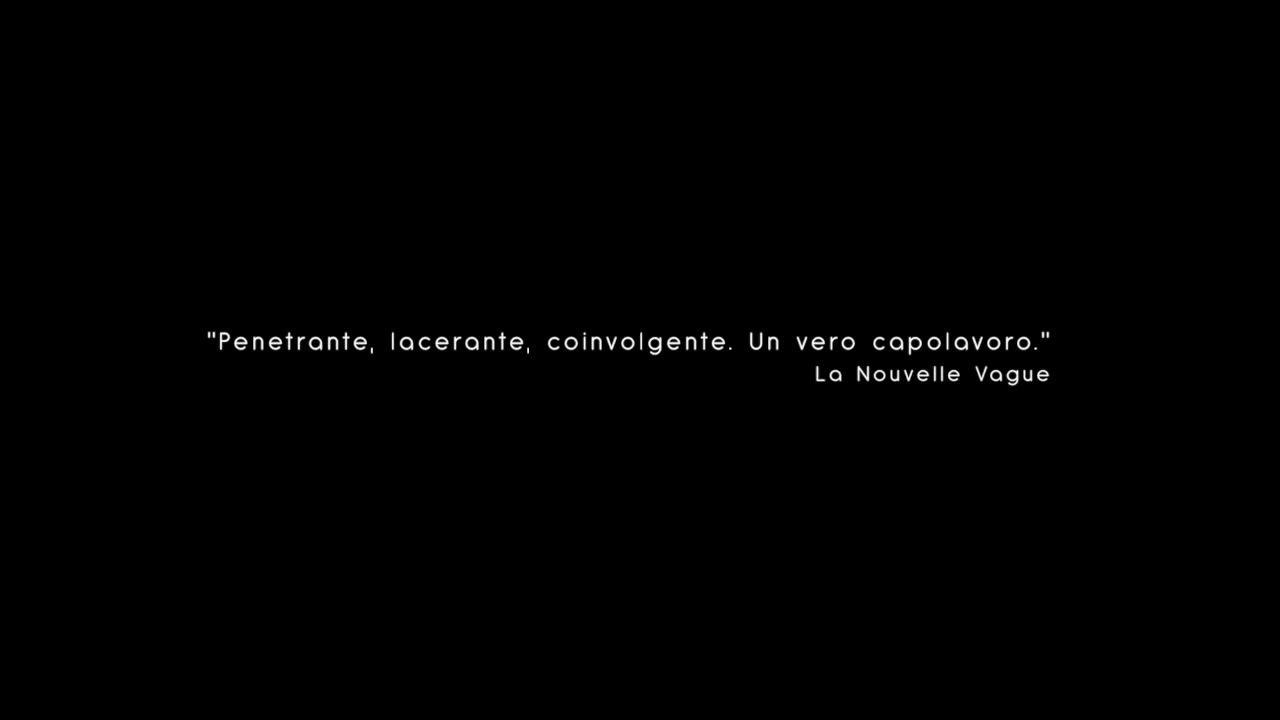 "Penetrante, lacerante, coinvolgente. Un vero capolavoro."
La Nouvelle Vague